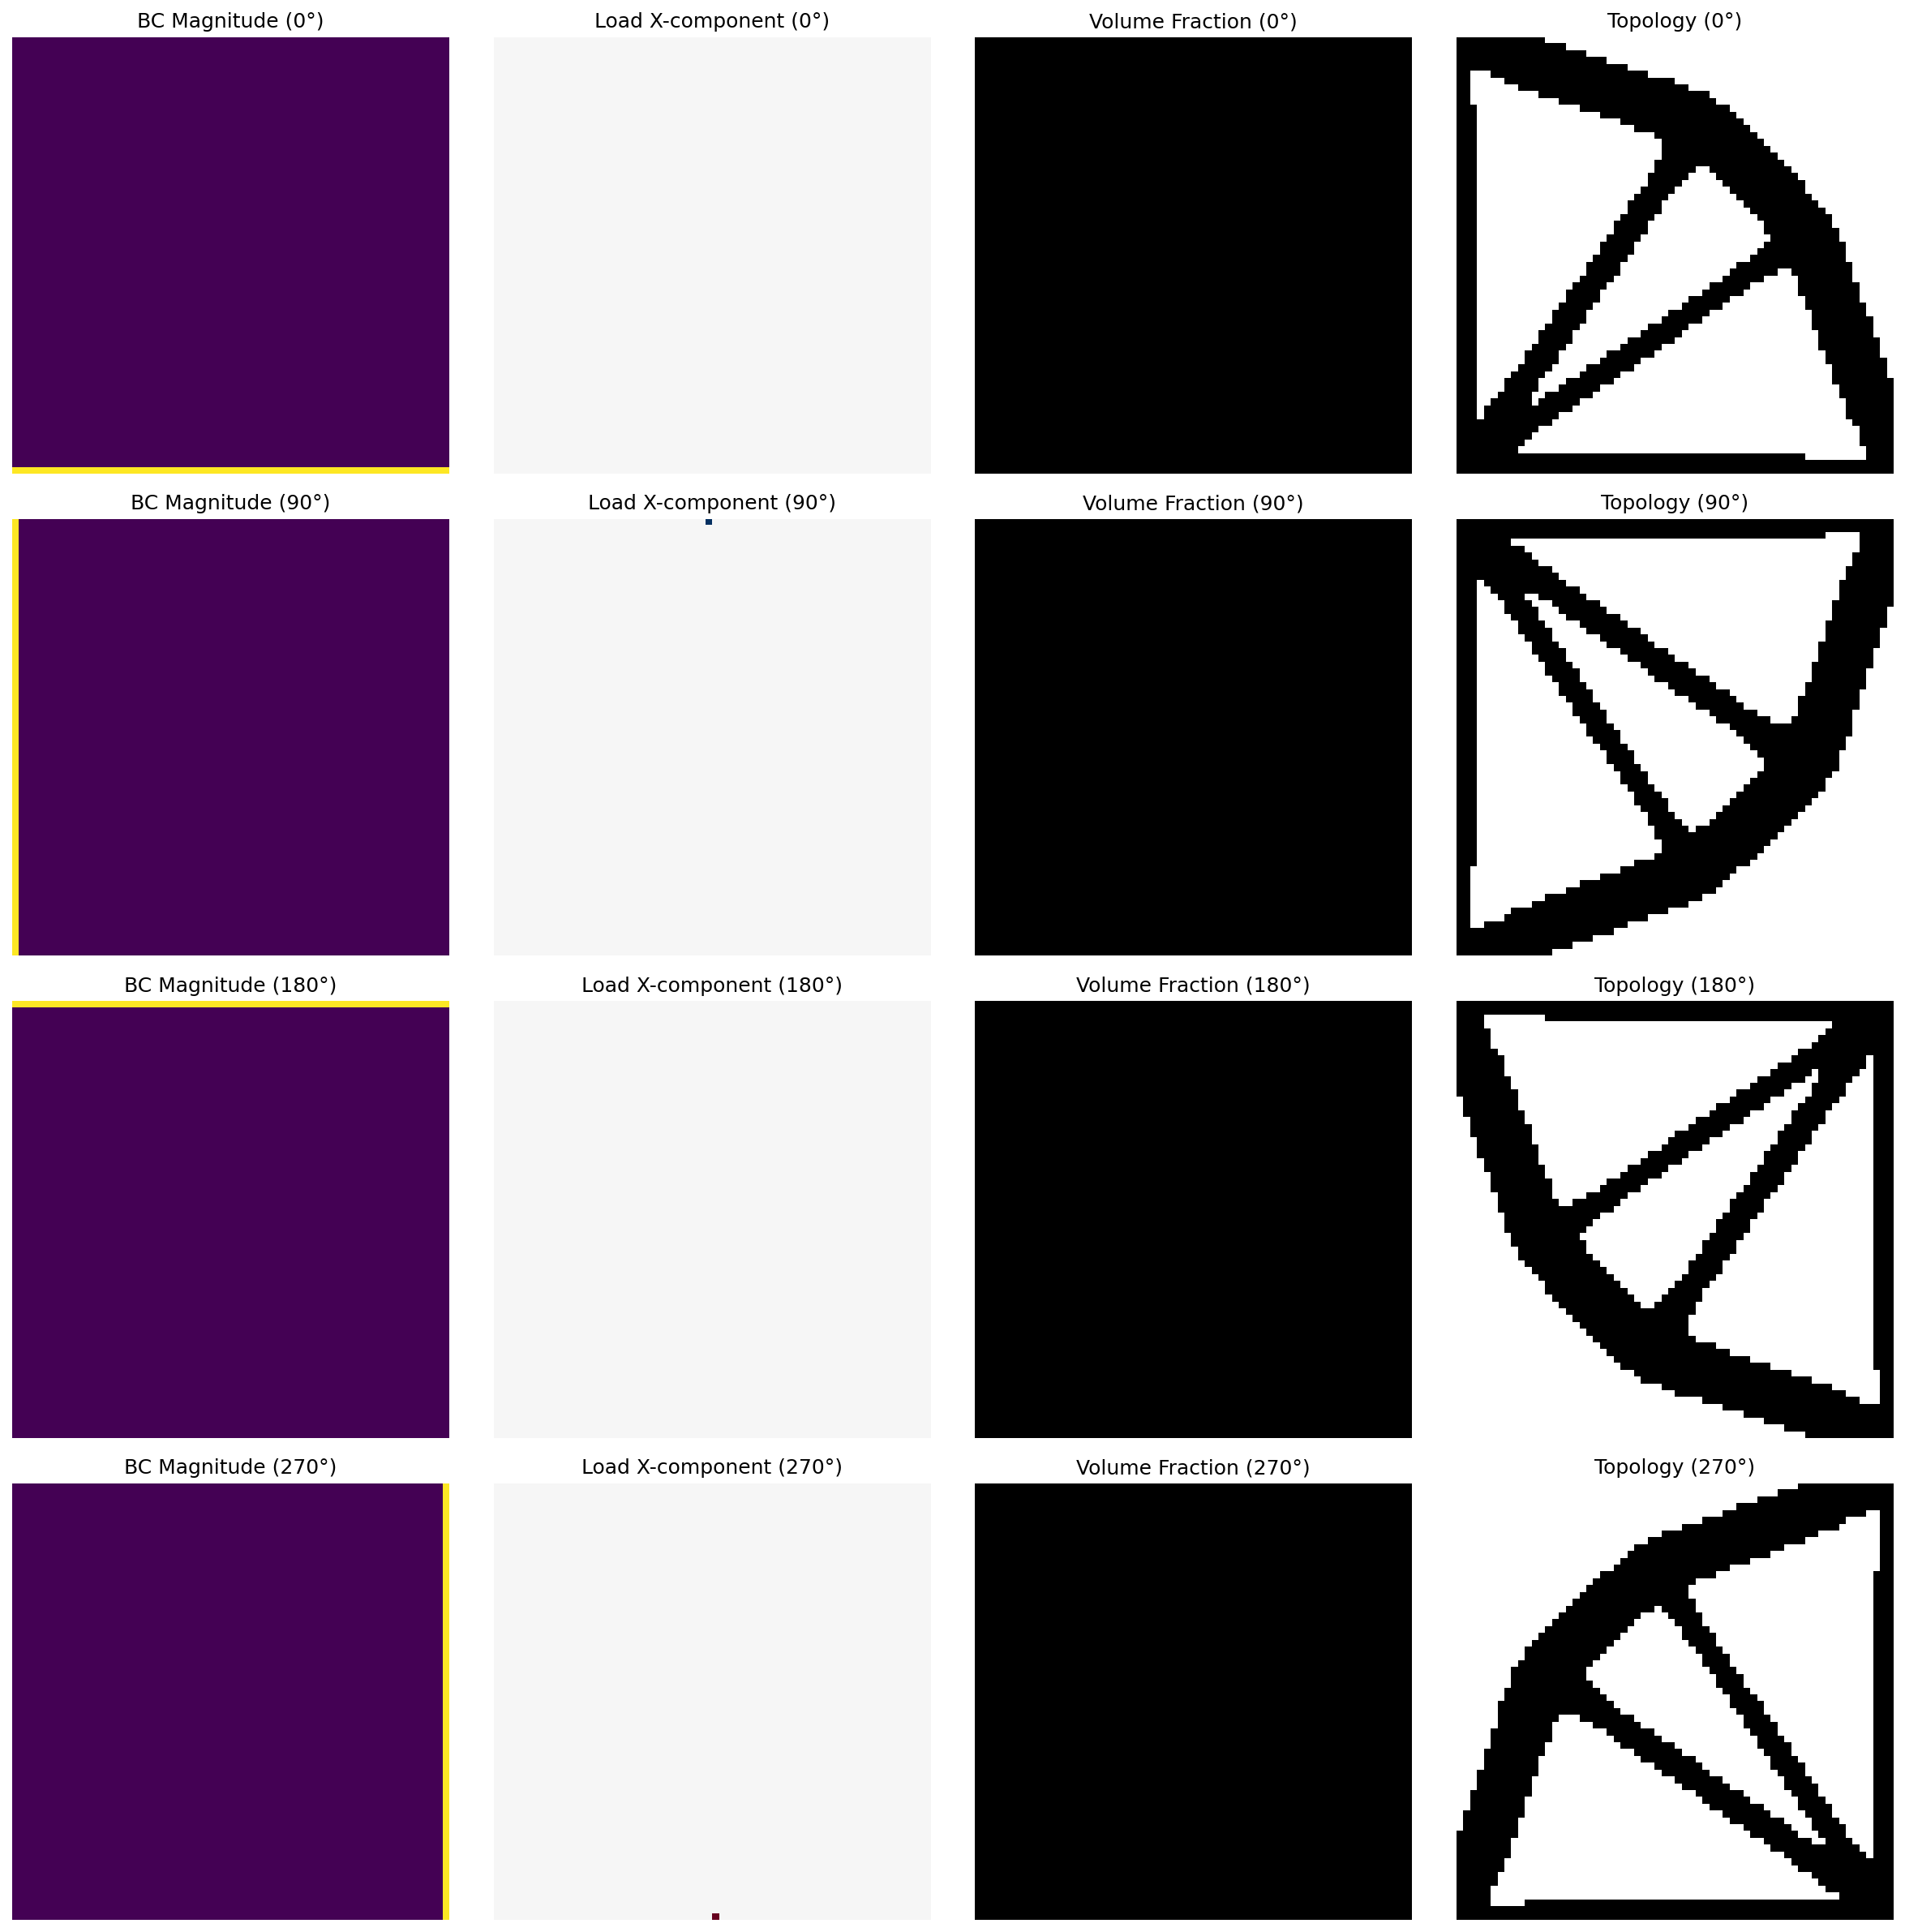 BC Magnitude (0°)
Load X-component (0°)
Volume Fraction (0°)
Topology (0°)
BC Magnitude (90°)
Load X-component (90°)
Volume Fraction (90°)
Topology (90°)
BC Magnitude (180°)
Load X-component (180°)
Volume Fraction (180°)
Topology (180°)
BC Magnitude (270°)
Load X-component (270°)
Volume Fraction (270°)
Topology (270°)